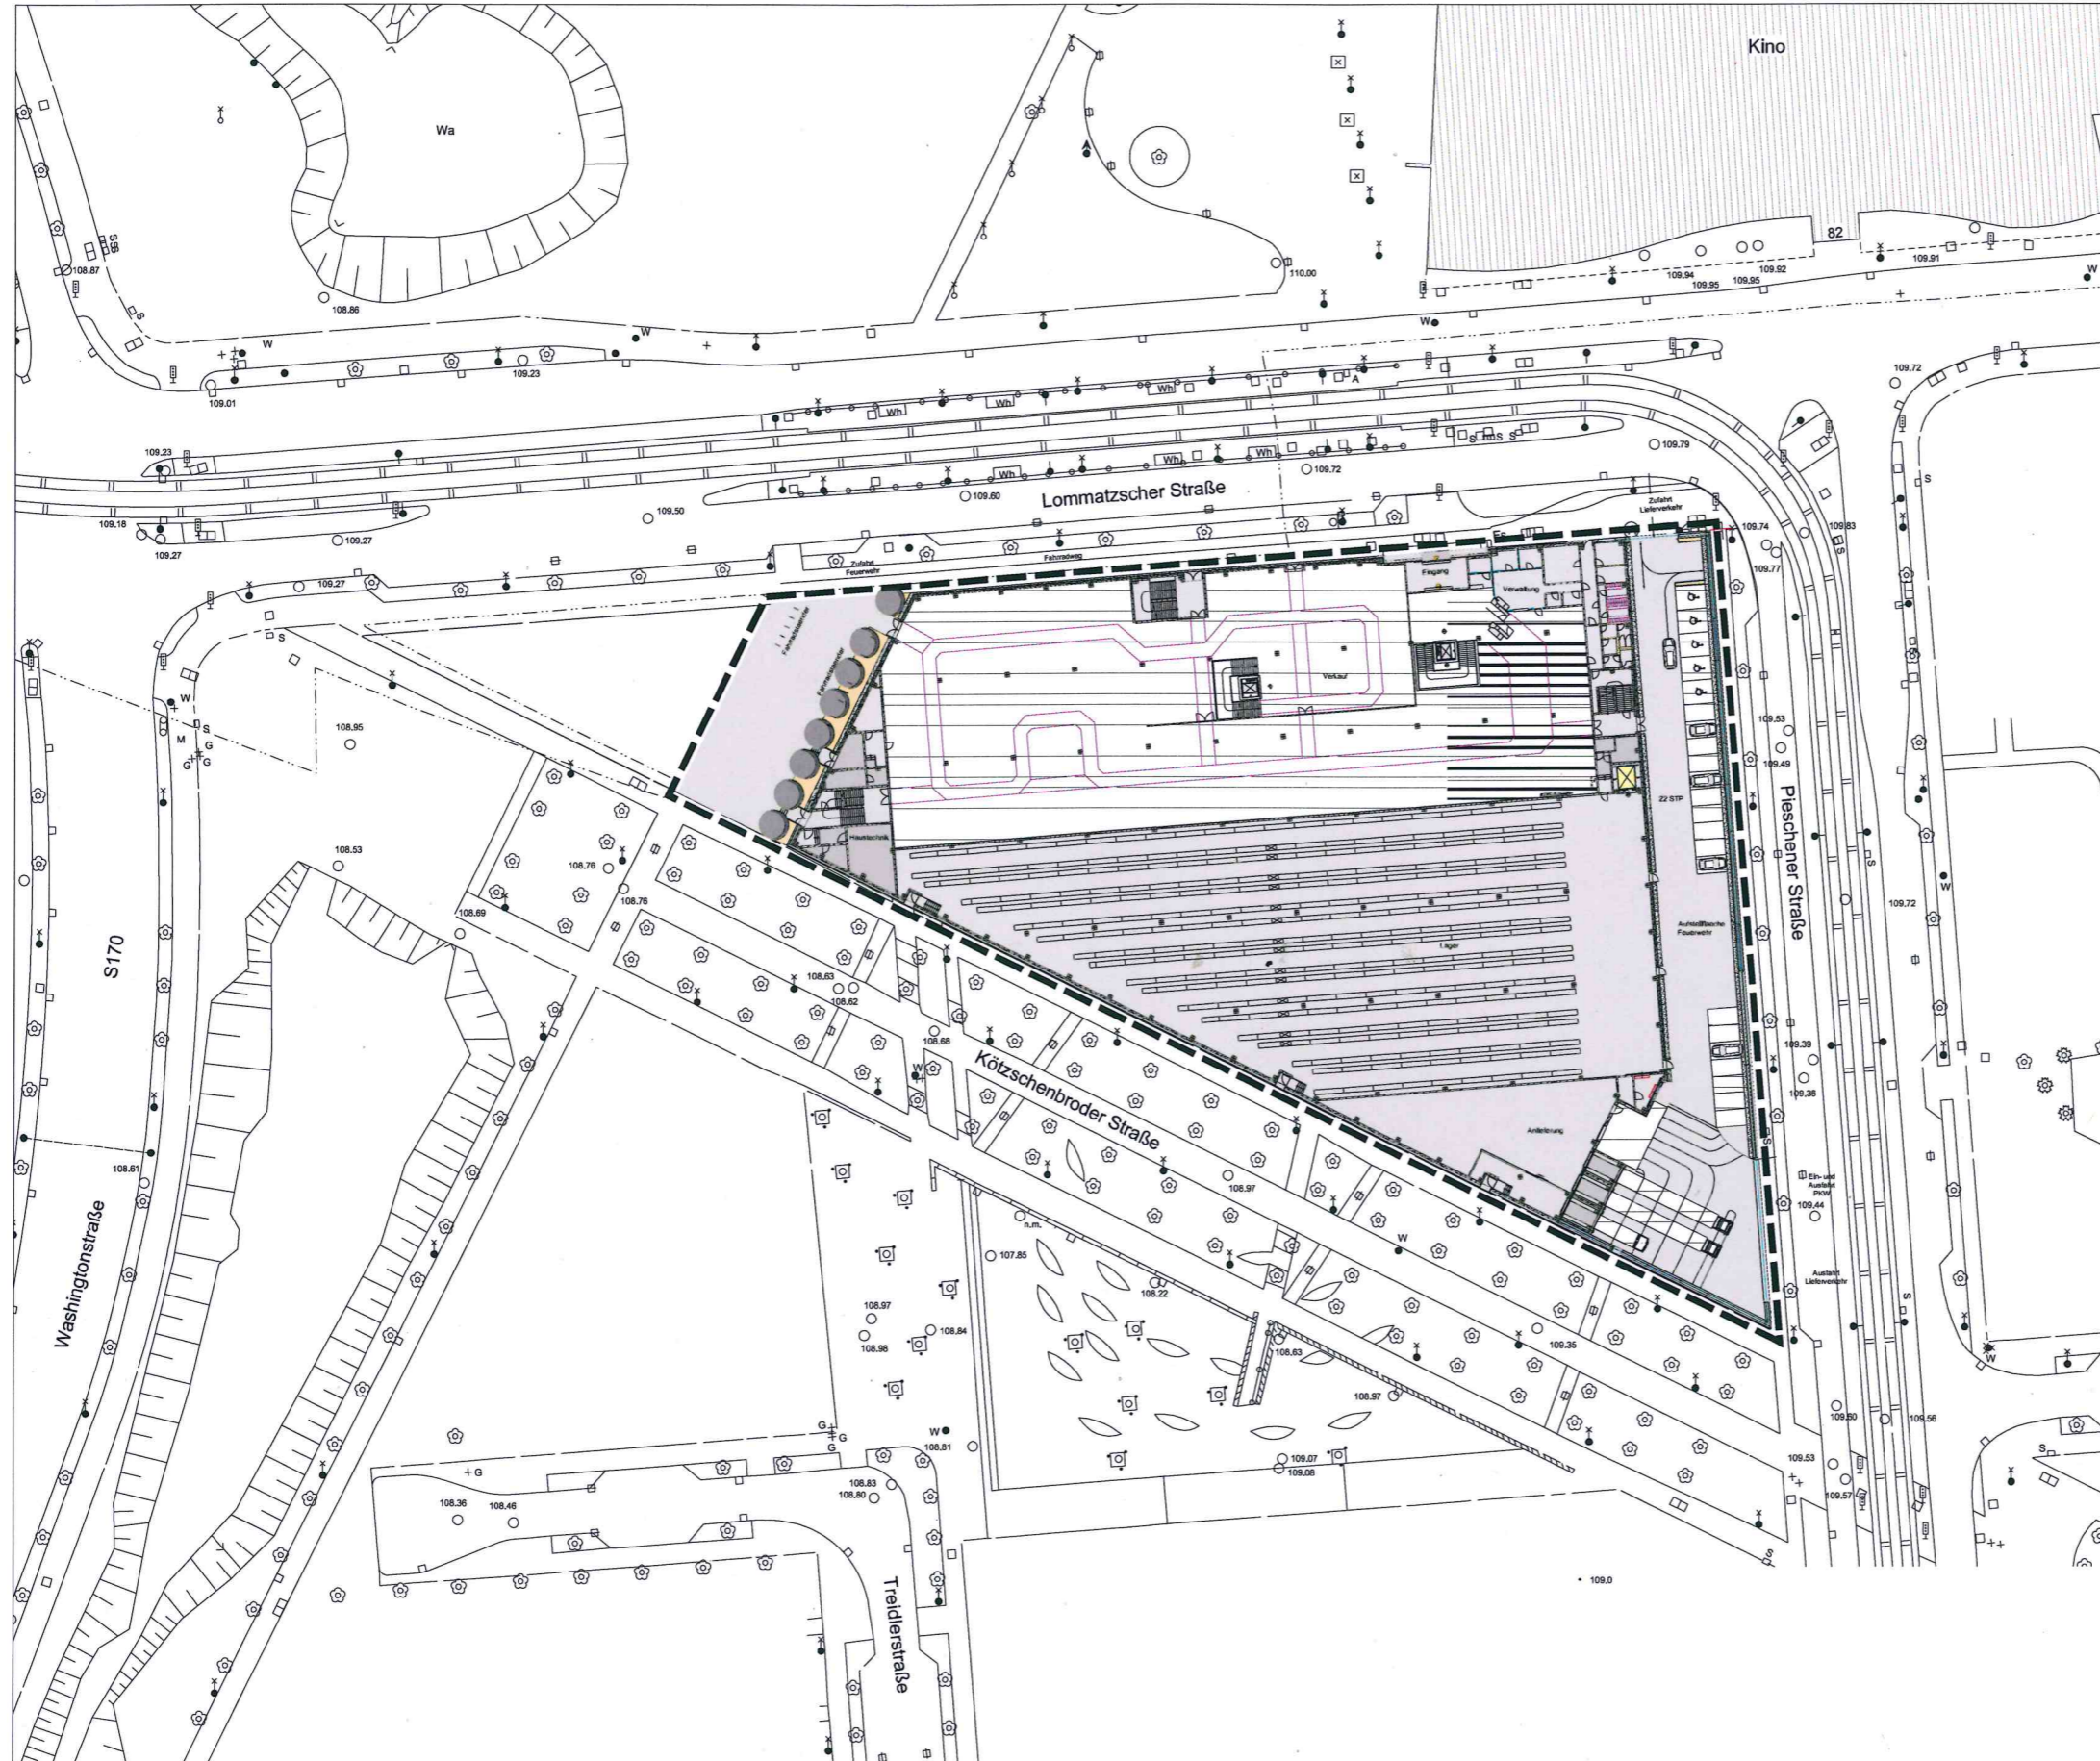 Kino
Wa
S
S
S
108.87
S
108.86
110.00
82
109.94
109.95
109.95
109.92
109.91
W
W
W
W
109.23
109.01
109.72
A
Wh
Wh
Wh
Wh
Wh
Wh
S
S
S
109.79
109.23
109.18
109.27
109.27
109.27
109.50
109.60
109.72
Lommatzscher Straße
Zufahrt
Lieferverkehr
109.74
109.83
109.77
Fahrradweg
Zufahrt
Feuerwehr
Eingang
Verwaltung
Fahrradständer
Fahrradständer
Verkauf
S
W
S
M
G
G
G
108.95
109.53
109.49
22 STP
Pieschener Straße
108.53
108.76
108.76
108.69
Haustechnik
S170
108.63
108.62
108.68
Lager
Aufstellfläche
Feuerwehr
109.72
W
Kötzschenbroder Straße
W
109.39
109.36
Anlieferung
108.61
108.97
Ein- und
Ausfahrt
PKW
109.44
Washingtonstraße
n.m.
107.85
108.22
W
Ausfahrt
Lieferverkehr
108.97
108.98
108.84
108.63
109.35
108.97
W
109.60
109.56
G
G
G
W
108.81
109.07
109.08
109.53
109.57
G
108.36
108.46
108.83
108.80
S
S
109,0
Treidlerstraße